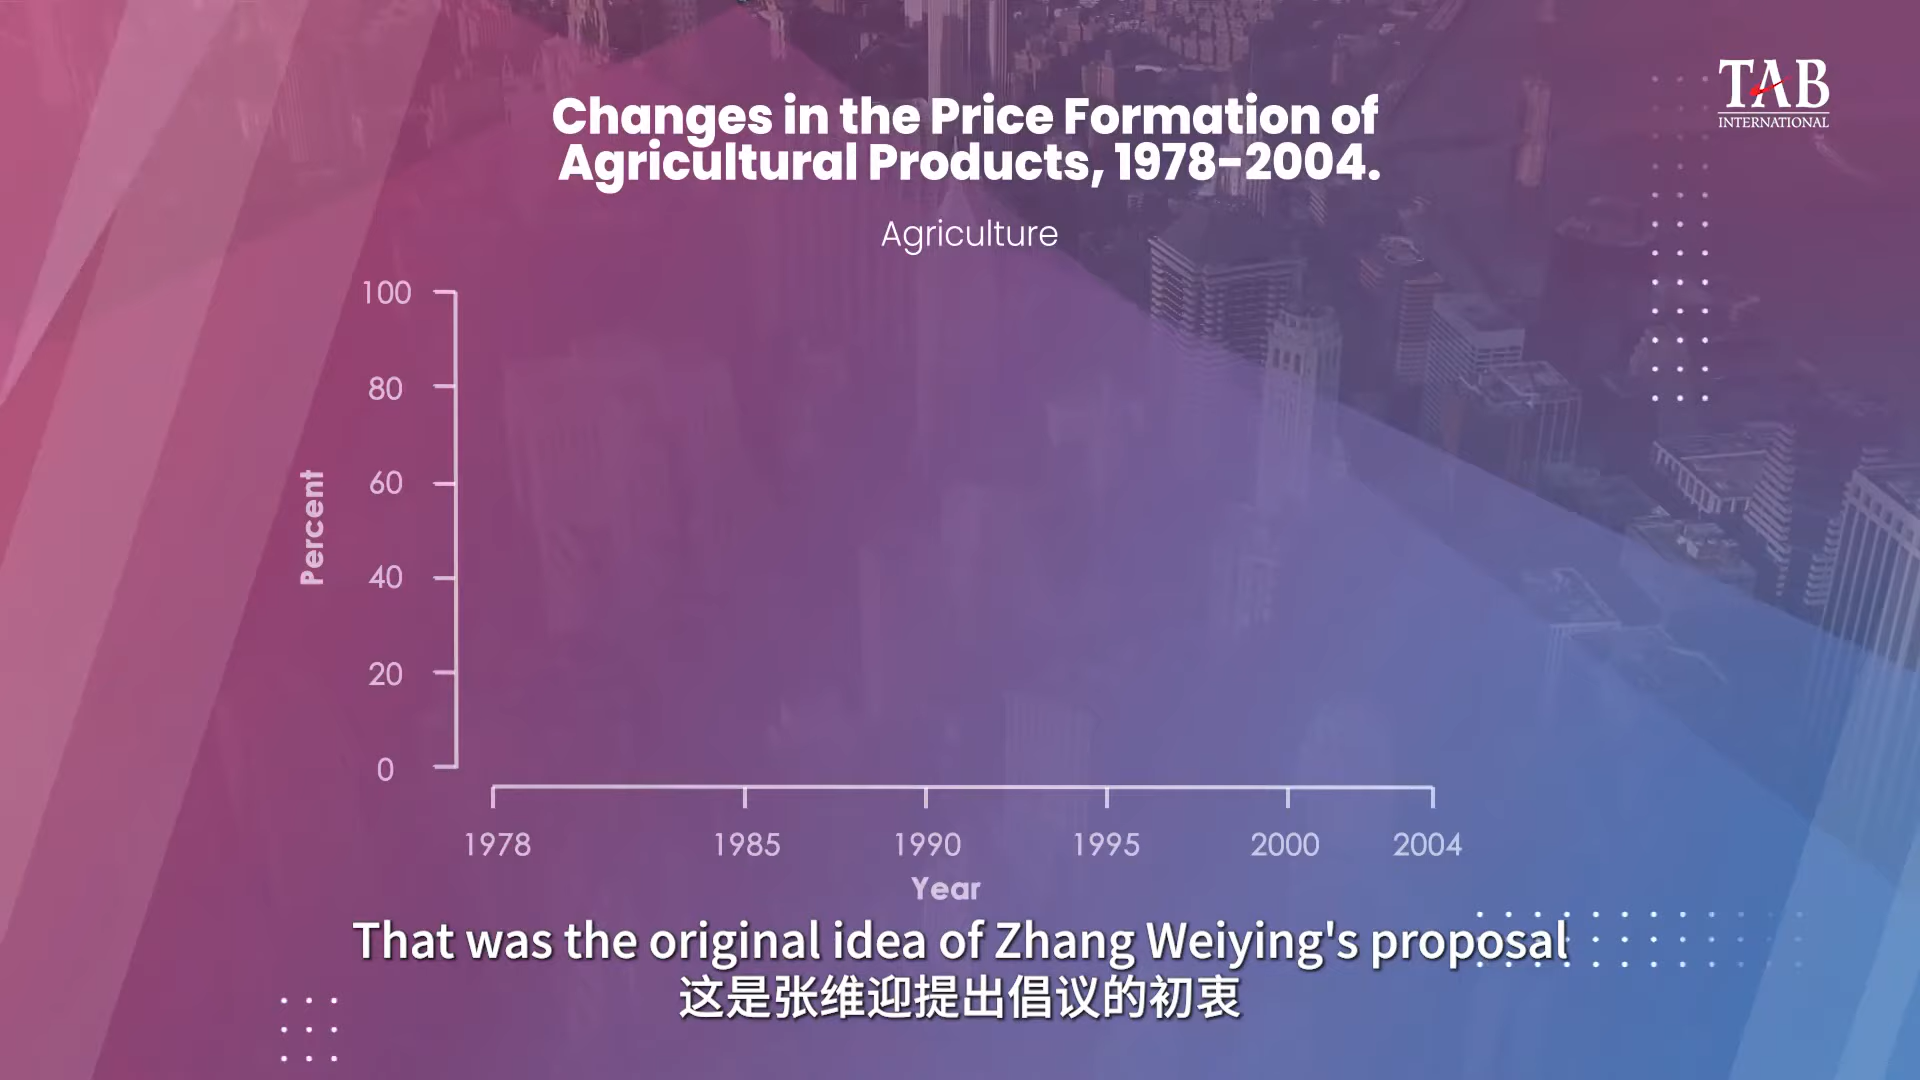 TAB
INTERNATIONAL
Changes in the Price Formation of
Agricultural Products, 1978-2004.
Agriculture
100
80
60
40
20
0
Percent
1978 1985 1990 1995 2000 2004
Year
That was the original idea of Zhang Weiying's proposal
这是张维迎提出倡议的初衷